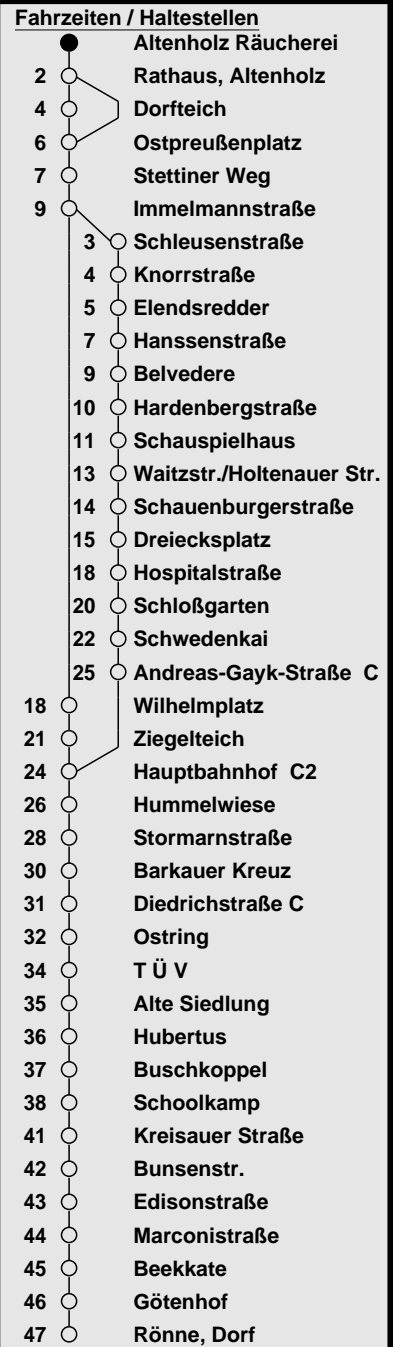 Fahrzeiten / Haltestellen
Altenholz Räucherei
2 Rathaus, Altenholz
4 Dorfteich
6 Ostpreußenplatz
7 Stettiner Weg
9 Immelmannstraße
3 Schleusenstraße
4 Knorrstraße
5 Elendsredder
7 Hanssenstraße
9 Belvedere
10 Hardenbergstraße
11 Schauspielhaus
13 Waitzstr./Holtenauer Str.
14 Schauenburgerstraße
15 Dreiecksplatz
18 Hospitalstraße
20 Schloßgarten
22 Schwedenkai
25 Andreas-Gayk-Straße C
18 Wilhelmplatz
21 Ziegelteich
24 Hauptbahnhof C2
26 Hummelwiese
28 Stormarnstraße
30 Barkauer Kreuz
31 Diedrichstraße C
32 Ostring
34 T Ü V
35 Alte Siedlung
36 Hubertus
37 Buschkoppel
38 Schoolkamp
41 Kreisauer Straße
42 Bunsenstr.
43 Edisonstraße
44 Marconistraße
45 Beekkate
46 Götenhof
47 Rönne, Dorf